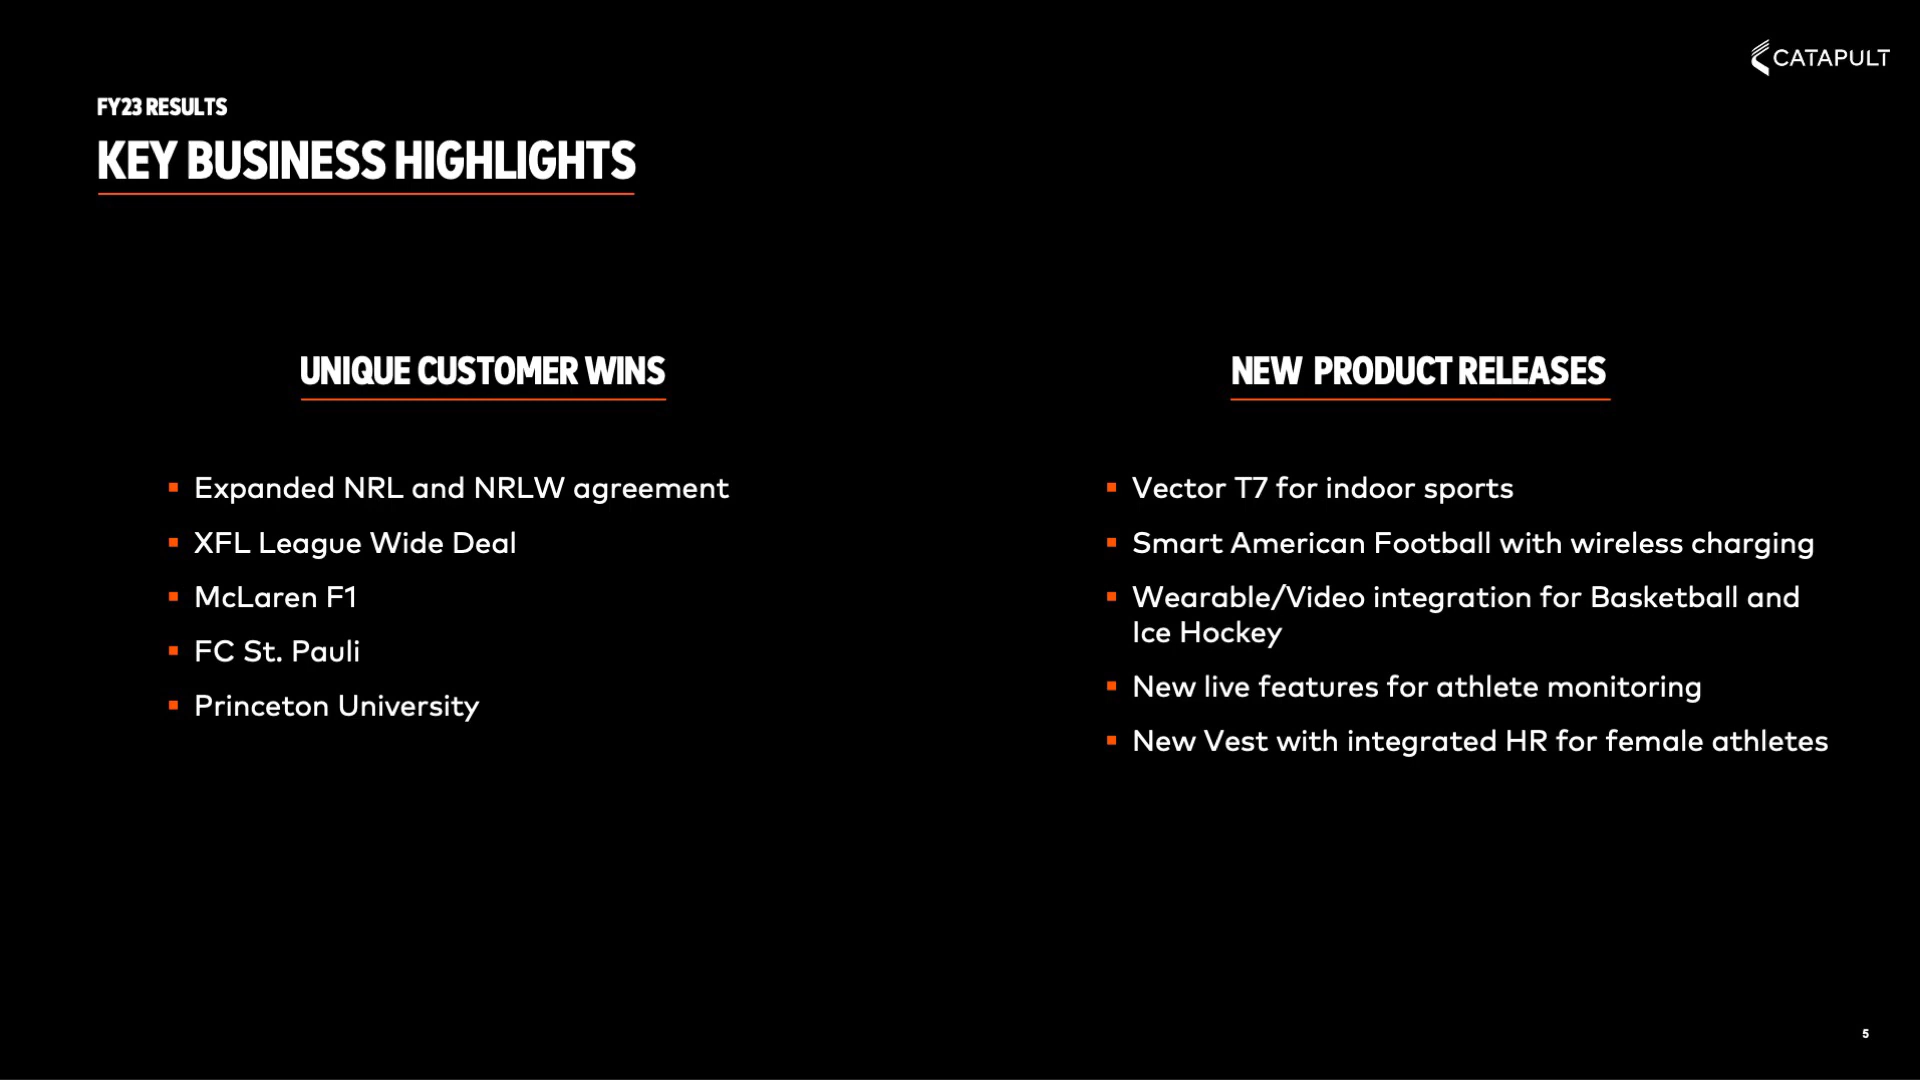 CATAPULT
FY23 RESULTS
KEY BUSINESS HIGHLIGHTS
UNIQUE CUSTOMER WINS
Expanded NRL and NRLW agreement
XFL League Wide Deal
McLaren F1
FC St. Pauli
Princeton University
NEW PRODUCT RELEASES
Vector T7 for indoor sports
Smart American Football with wireless charging
Wearable/Video integration for Basketball and
Ice Hockey
New live features for athlete monitoring
New Vest with integrated HR for female athletes
5